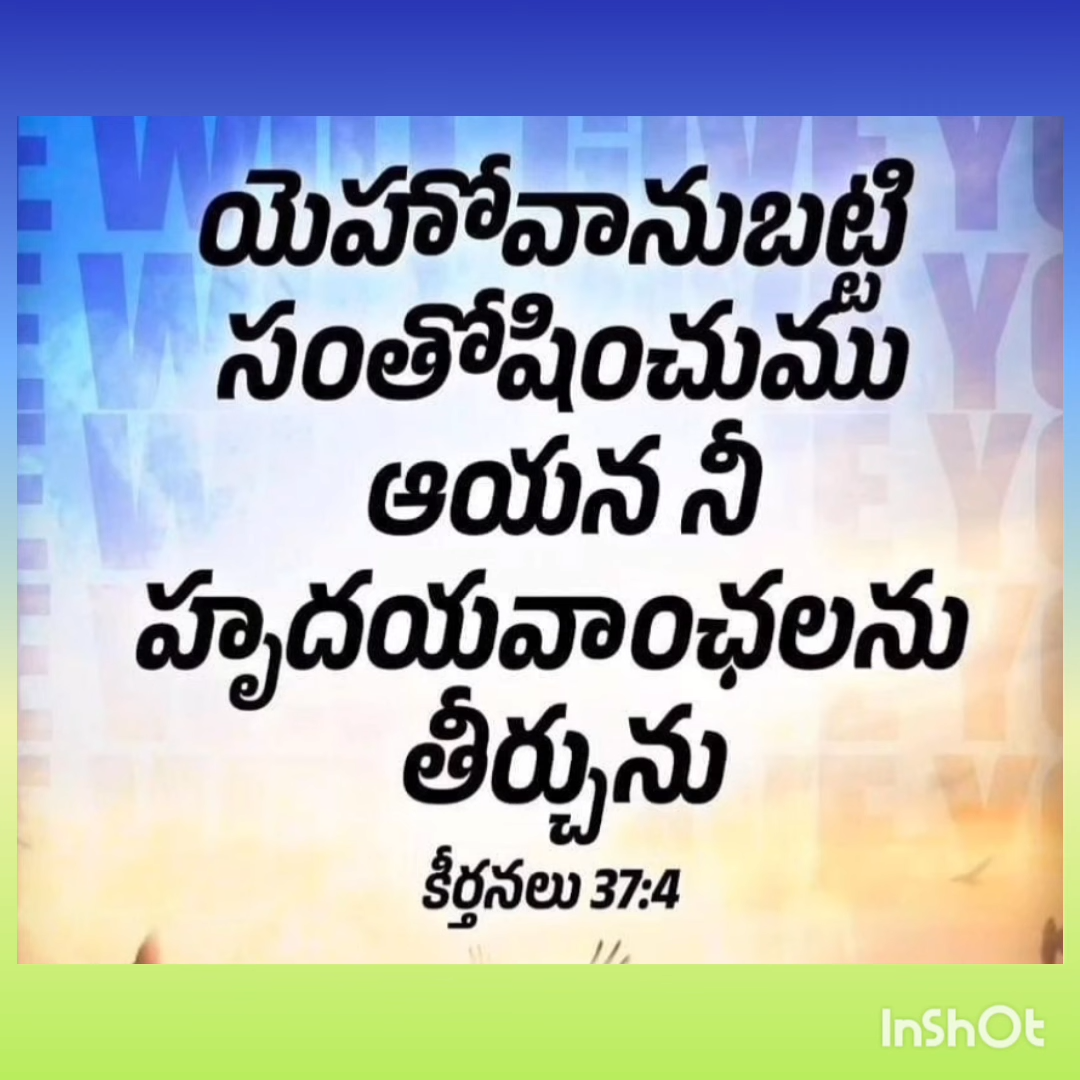 యెహోవానుబట్టి
సంతోషించుము
ఆయన నీ
హృదయవాంఛలను
తీర్చును
కీర్తనలు 37:4
InShOt